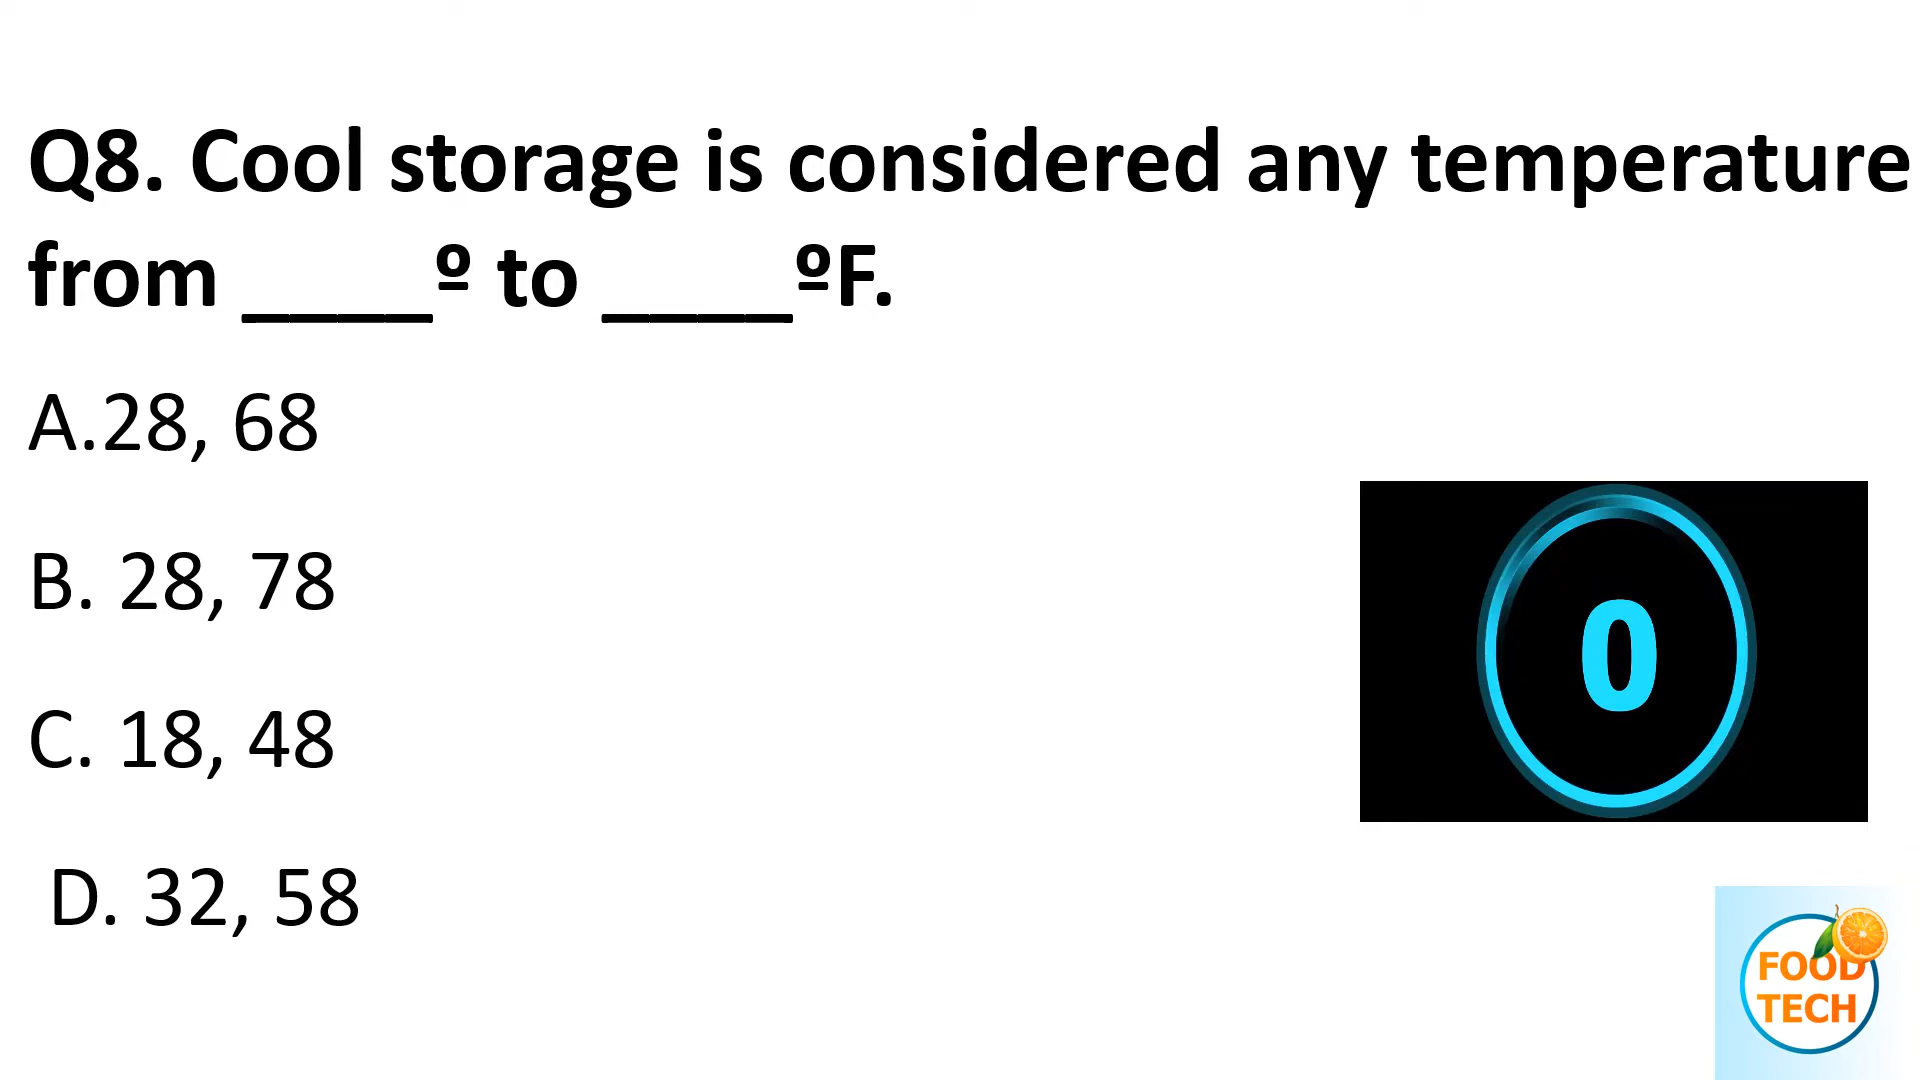 Q8. Cool storage is considered any temperature
from ____º to ____ºF.
A.28, 68
B. 28, 78
C. 18, 48
D. 32, 58
0
FOOD
TECH